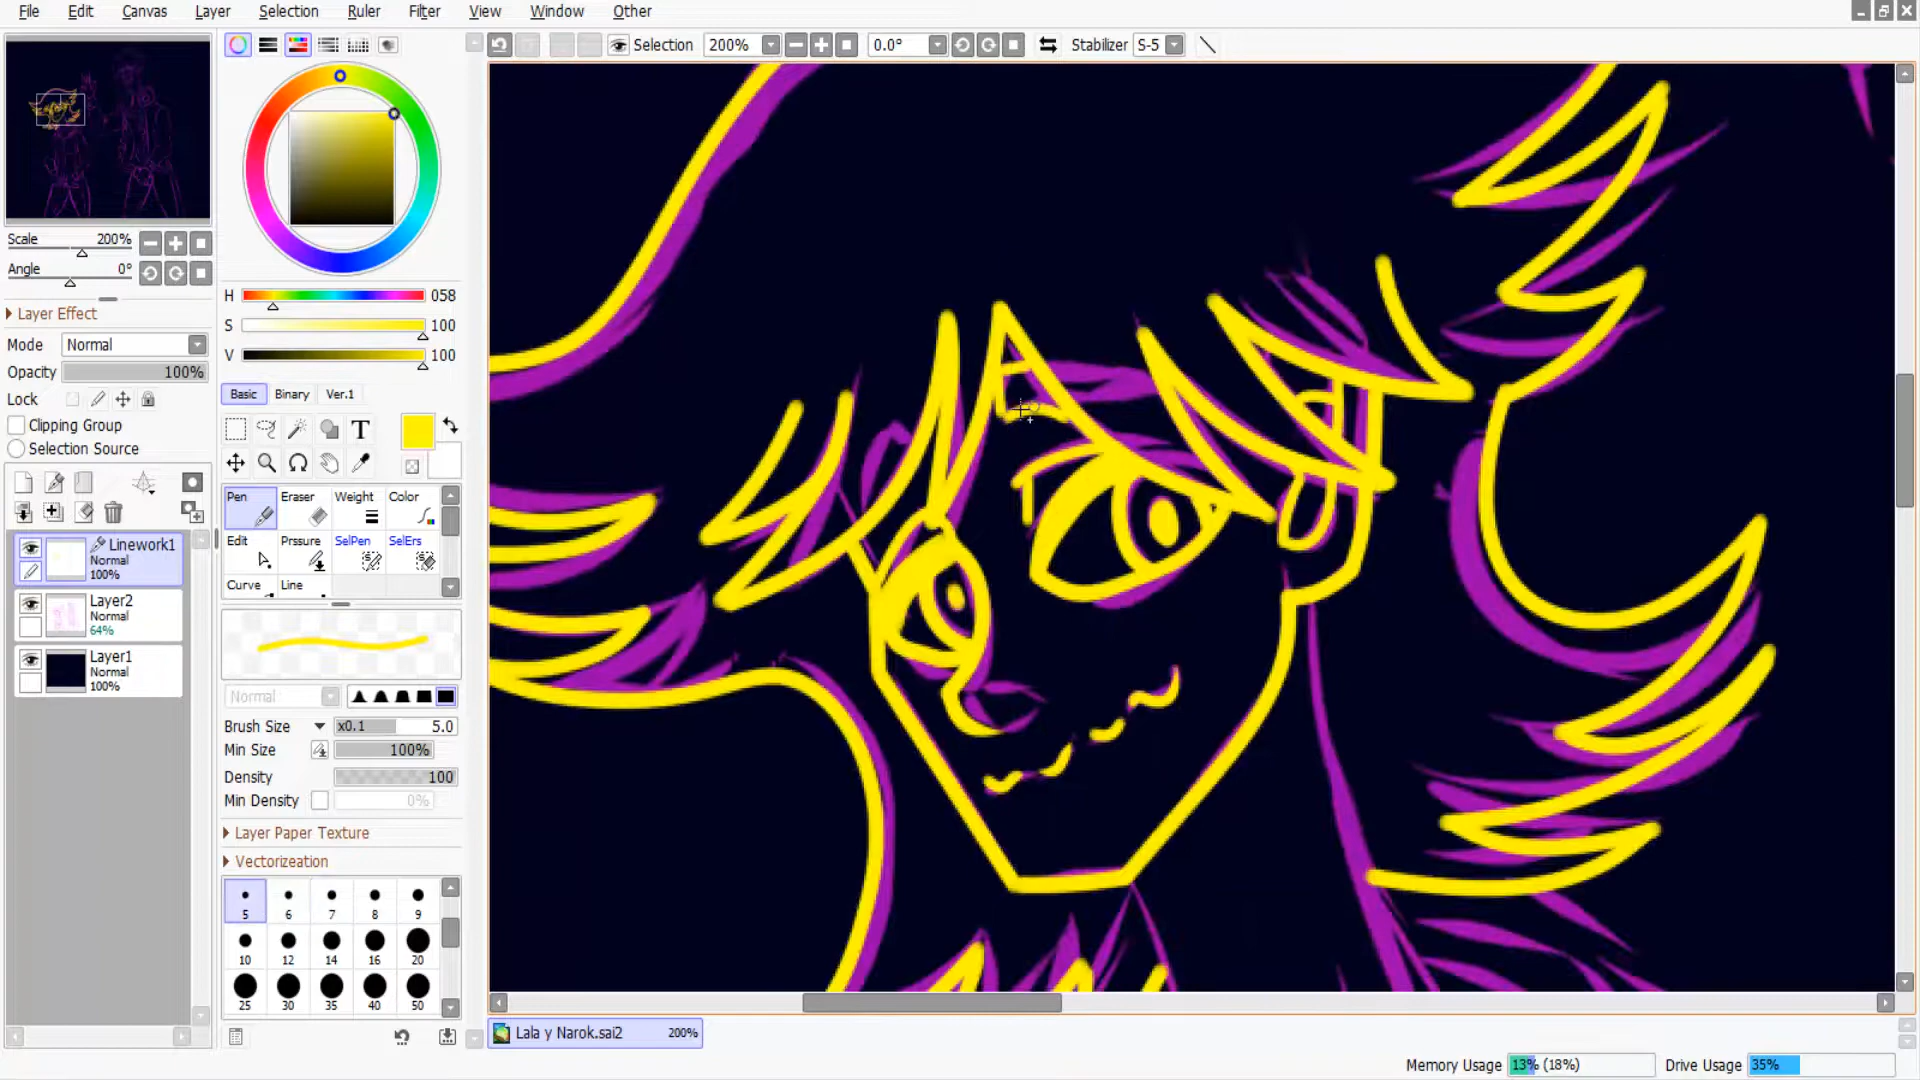 File Edit Canvas Layer Selection Ruler Filter View Window Other
Selection 200% 0.0° Stabilizer S-5
Scale 200%
Angle 0°
Layer Effect
Mode Normal
Opacity 100%
Lock
Clipping Group
Selection Source
Linework1
Normal
100%
Layer2
Normal
64%
Layer1
Normal
100%
H 058
S 100
V 100
Basic Binary Ver.1
T
Pen Eraser Weight Color
Edit Prssure SelPen SelErs
Curve Line
Normal
Brush Size x0.1 5.0
Min Size 100%
Density 100
Min Density 0%
Layer Paper Texture
Vectorizeation
5 6 7 8 9
10 12 14 16 20
25 30 35 40 50
Lala y Narok.sai2 200%
Memory Usage 13% (18%) Drive Usage 35%